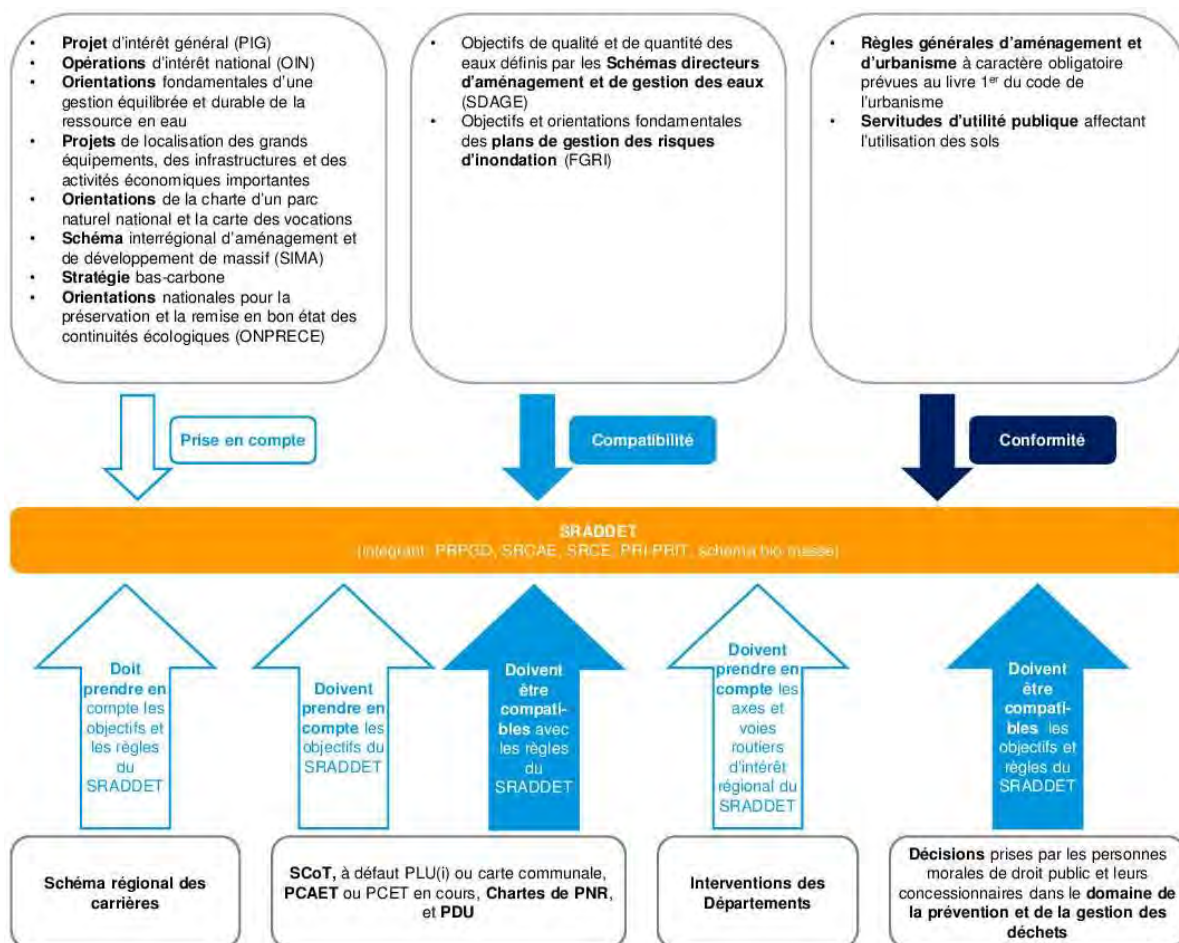 • Projet d'intérêt général (PIG)
• Opérations d'intérêt national (OIN)
• Orientations fondamentales d'une
gestion équilibrée et durable de la
ressource en eau
• Projets de localisation des grands
équipements, des infrastructures et des
activités économiques importantes
• Orientations de la charte d'un parc
naturel national et la carte des vocations
• Schéma interrégional d'aménagement et
de développement de massif (SIMA)
• Stratégie bas-carbone
• Orientations nationales pour la
préservation et la remise en bon état des
continuités écologiques (ONPRECE)
• Objectifs de qualité et de quantité des
eaux définis par les Schémas directeurs
d'aménagement et de gestion des eaux
(SDAGE)
• Objectifs et orientations fondamentales
des plans de gestion des risques
d'inondation (FGRI)
• Règles générales d'aménagement et
d'urbanisme à caractère obligatoire
prévues au livre 1er du code de
l'urbanisme
• Servitudes d'utilité publique affectant
l'utilisation des sols
Prise en compte
Compatibilité
Conformité
SRADDET
(intégrant: PRPGD, SRCAE, SRCE, PRI-PRIT, schéma bio masse)
Doit
prendre en
compte les
objectifs et
les règles
du
SRADDET
Doivent
prendre en
compte les
objectifs du
SRADDET
Doivent
être
compati-
bles avec
les règles
du
SRADDET
Doivent
prendre en
compte les
axes et
voies
routiers
d'intérêt
régional du
SRADDET
Doivent
être
compati-
bles les
objectifs et
règles du
SRADDET
Schéma régional des
carrières
SCoT, à défaut PLU(i) ou carte communale,
PCAET ou PCET en cours, Chartes de PNR,
et PDU
Interventions des
Départements
Décisions prises par les personnes
morales de droit public et leurs
concessionnaires dans le domaine de
la prévention et de la gestion des
déchets